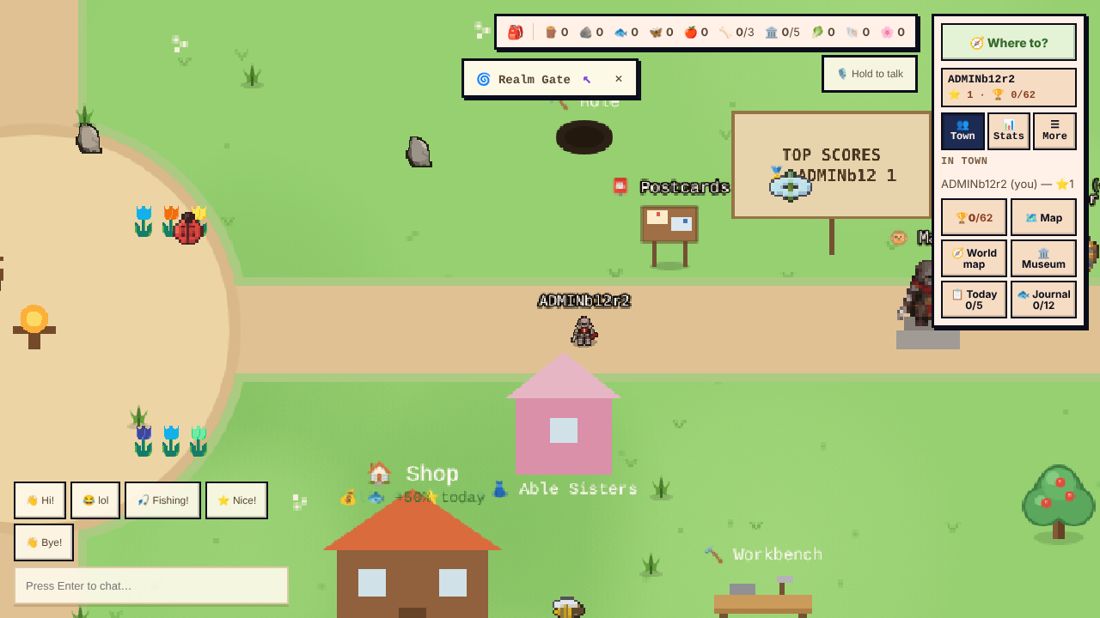 0 0 0 0 0 0/3 0/5 0 0 0
Where to?
Realm Gate ×
Hold to talk
ADMINb12r2
1 · 0/62
Town
Stats
More
IN TOWN
ADMINb12r2 (you) — 1
0/62
Map
World map
Museum
Today 0/5
Journal 0/12
Hole
TOP SCORES
ADMINb12 1
Postcards
ADMINb12r2
Shop
+50% today
Able Sisters
Workbench
Hi!
lol
Fishing!
Nice!
Bye!
Press Enter to chat…